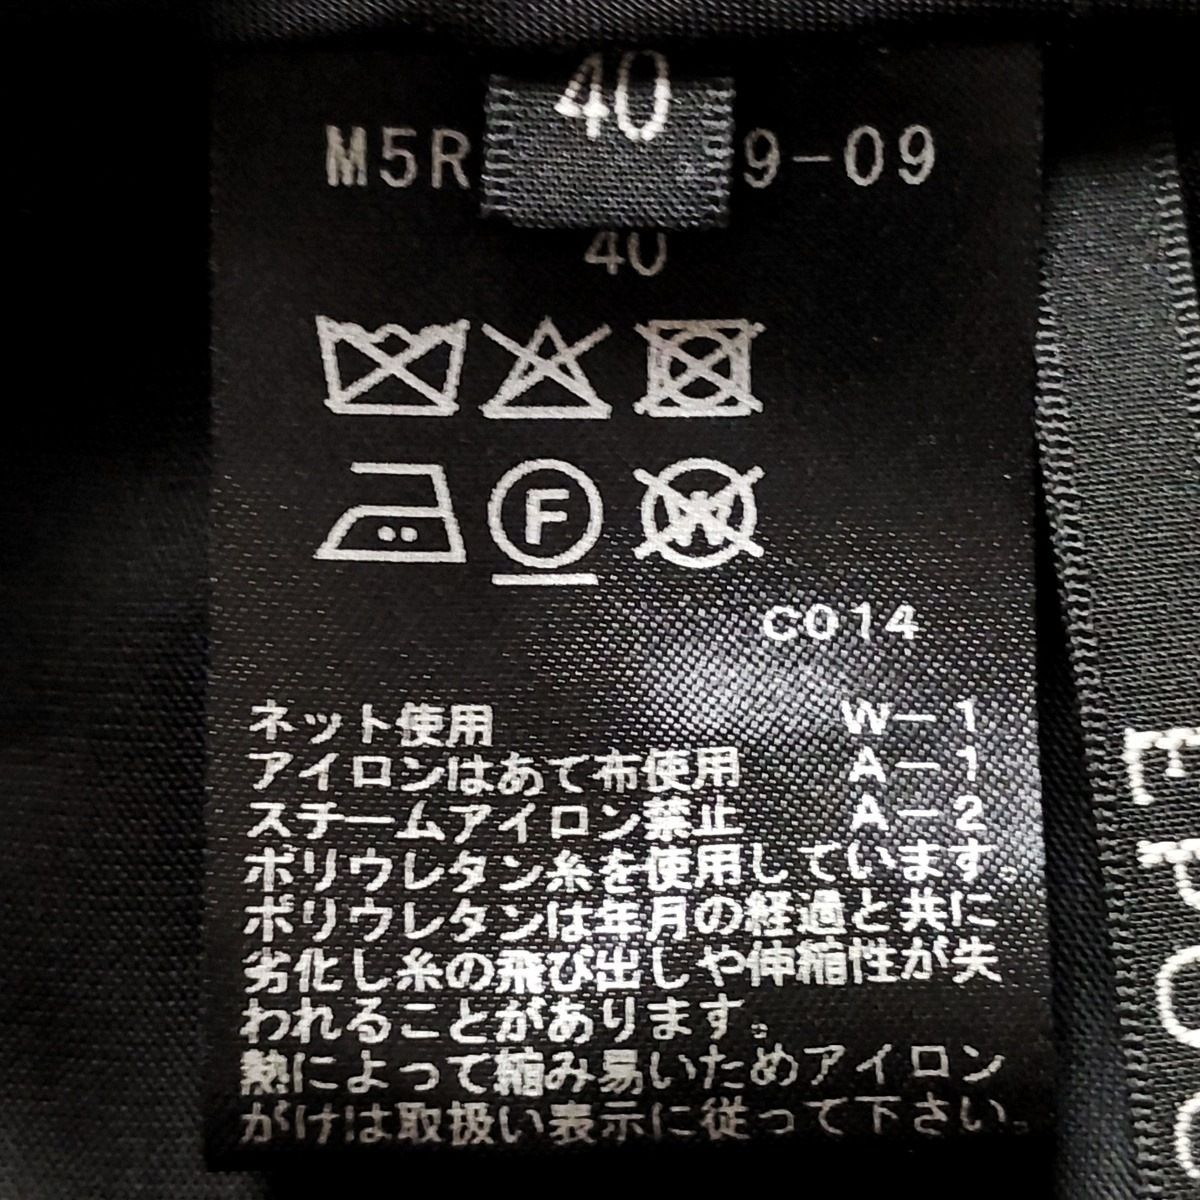 40
M5R 9-09
40
F
W
C014
ネット使用 W-1
アイロンはあて布使用 A-1
スチームアイロン禁止 A-2
ポリウレタン糸を使用しています。
ポリウレタンは年月の経過と共に
劣化し糸の飛び出しや伸縮性が失
われることがあります。
熱によって縮み易いためアイロン
がけは取扱い表示に従って下さい。
EPO